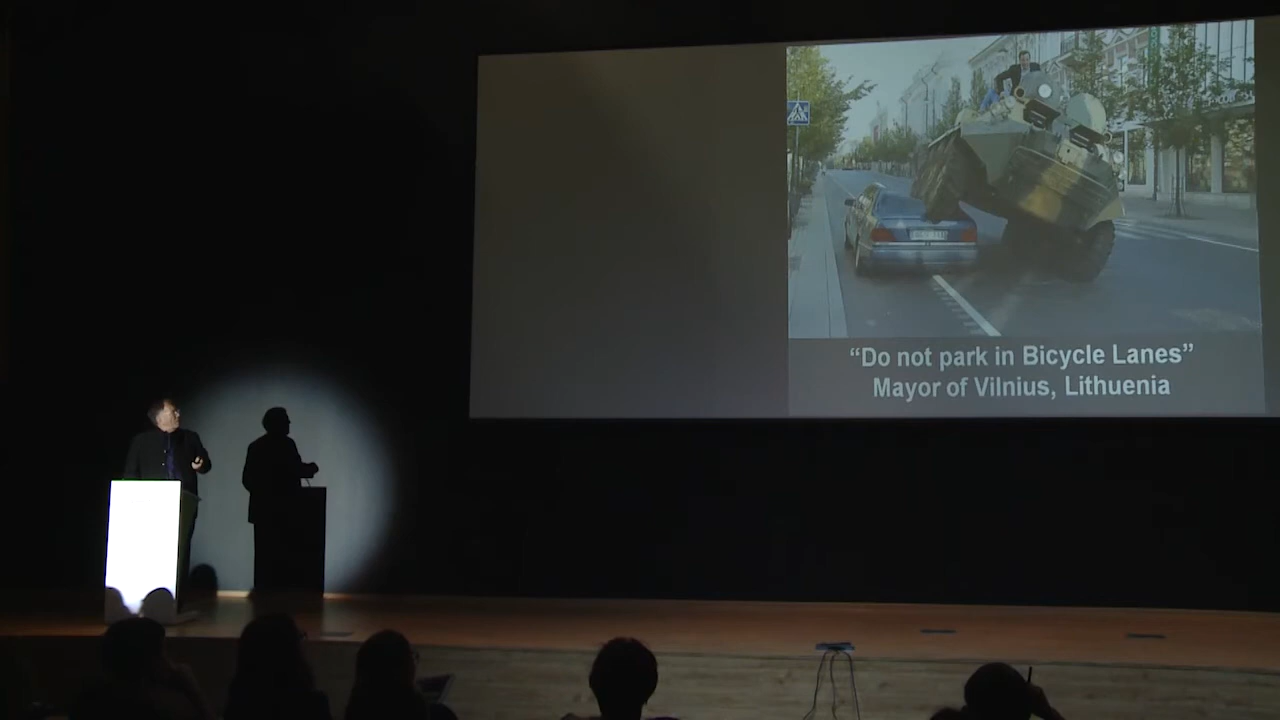 “Do not park in Bicycle Lanes”
Mayor of Vilnius, Lithuenia